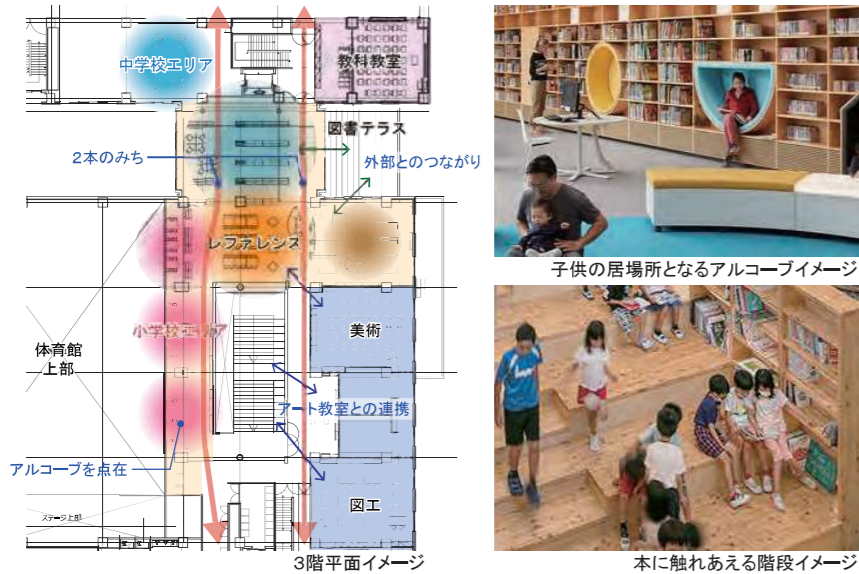 中学校エリア
教科教室
図書テラス
2本のみち
外部とのつながり
レファレンス
小学校エリア
体育館
上部
美術
アート教室との連携
アルコーブを点在
図工
ステージ上部
3階平面イメージ
子供の居場所となるアルコーブイメージ
本に触れあえる階段イメージ